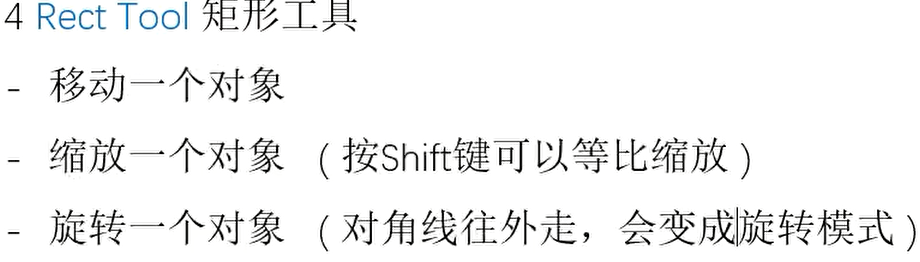 4 Rect Tool 矩形工具
- 移动一个对象
- 缩放一个对象 （按Shift键可以等比缩放）
- 旋转一个对象 （对角线往外走，会变成旋转模式）